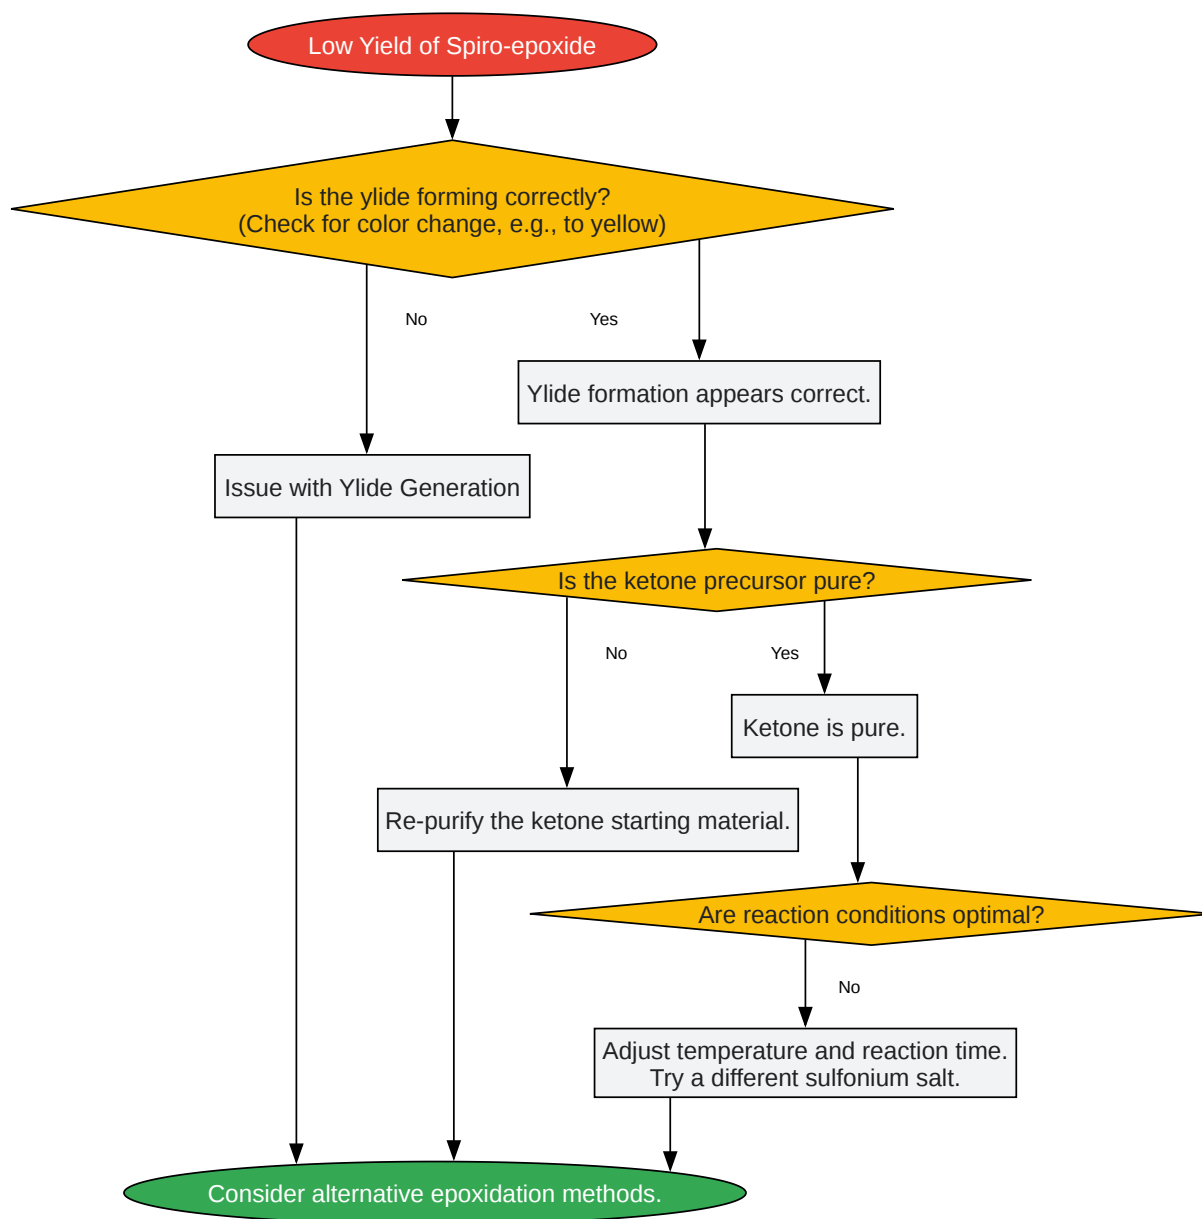 Low Yield of Spiro-epoxide
Is the ylide forming correctly?
(Check for color change, e.g., to yellow)
No
Yes
Ylide formation appears correct.
Issue with Ylide Generation
Is the ketone precursor pure?
No
Yes
Ketone is pure.
Re-purify the ketone starting material.
Are reaction conditions optimal?
No
Adjust temperature and reaction time.
Try a different sulfonium salt.
Consider alternative epoxidation methods.